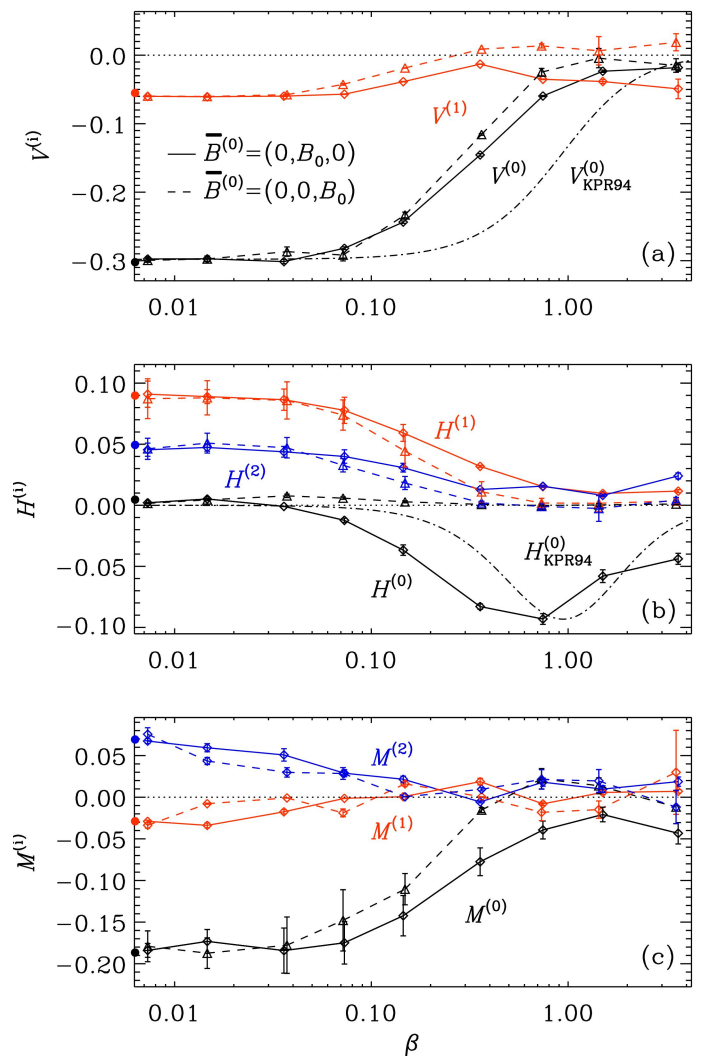 0.0
−0.1
−0.2
−0.3
V⁽ⁱ⁾
V⁽¹⁾
B̅⁽⁰⁾=(0,B₀,0)
B̅⁽⁰⁾=(0,0,B₀)
V⁽⁰⁾
V⁽⁰⁾KPR94
(a)
0.01 0.10 1.00
0.10
0.05
0.00
−0.05
−0.10
H⁽ⁱ⁾
H⁽¹⁾
H⁽²⁾
H⁽⁰⁾
H⁽⁰⁾KPR94
(b)
0.01 0.10 1.00
0.05
0.00
−0.05
−0.10
−0.15
−0.20
M⁽ⁱ⁾
M⁽²⁾
M⁽¹⁾
M⁽⁰⁾
(c)
0.01 0.10 1.00
β